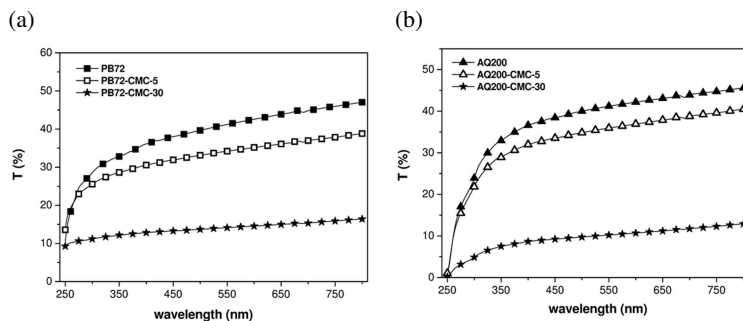 (a)
60
50
40
30
20
10
0
T (%)
PB72
PB72-CMC-5
PB72-CMC-30
250 350 450 550 650 750
wavelength (nm)
(b)
50
40
30
20
10
0
T (%)
AQ200
AQ200-CMC-5
AQ200-CMC-30
250 350 450 550 650 750
wavelength (nm)